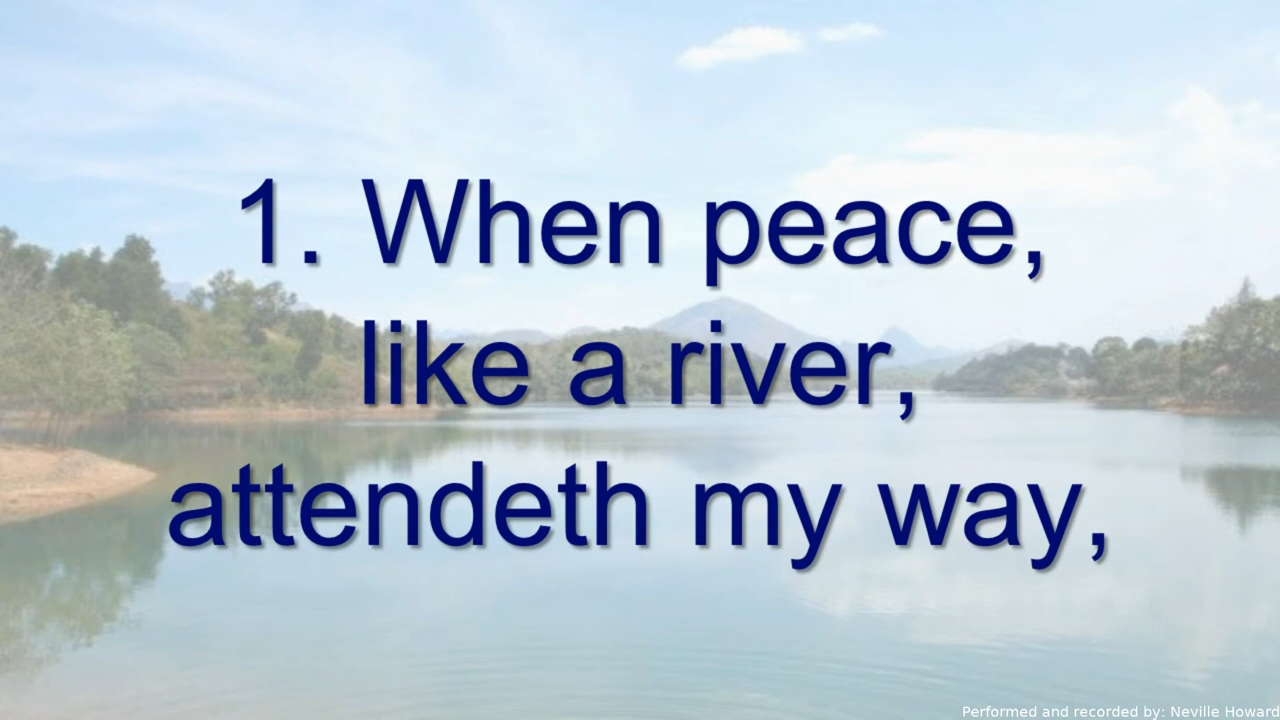 1. When peace,
like a river,
attendeth my way,
Performed and recorded by: Neville Howard